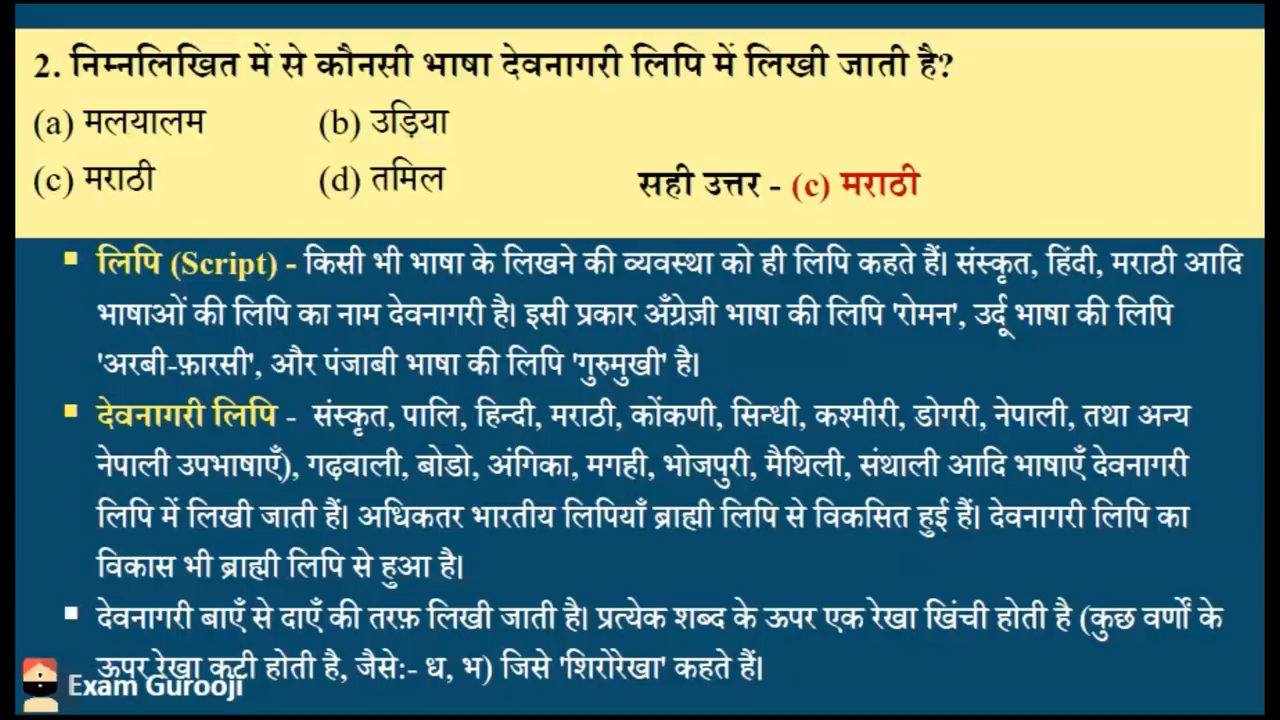 2. निम्नलिखित में से कौनसी भाषा देवनागरी लिपि में लिखी जाती है?
(a) मलयालम (b) उड़िया
(c) मराठी (d) तमिल सही उत्तर - (c) मराठी
▪ लिपि (Script) - किसी भी भाषा के लिखने की व्यवस्था को ही लिपि कहते हैं। संस्कृत, हिंदी, मराठी आदि
भाषाओं की लिपि का नाम देवनागरी है। इसी प्रकार अँग्रेज़ी भाषा की लिपि 'रोमन', उर्दू भाषा की लिपि
'अरबी-फ़ारसी', और पंजाबी भाषा की लिपि 'गुरुमुखी' है।
▪ देवनागरी लिपि - संस्कृत, पालि, हिन्दी, मराठी, कोंकणी, सिन्धी, कश्मीरी, डोगरी, नेपाली, तथा अन्य
नेपाली उपभाषाएँ), गढ़वाली, बोडो, अंगिका, मगही, भोजपुरी, मैथिली, संथाली आदि भाषाएँ देवनागरी
लिपि में लिखी जाती हैं। अधिकतर भारतीय लिपियाँ ब्राह्मी लिपि से विकसित हुई हैं। देवनागरी लिपि का
विकास भी ब्राह्मी लिपि से हुआ है।
▪ देवनागरी बाएँ से दाएँ की तरफ़ लिखी जाती है। प्रत्येक शब्द के ऊपर एक रेखा खिंची होती है (कुछ वर्णों के
ऊपर रेखा कटी होती है, जैसे:- ध, भ) जिसे 'शिरोरेखा' कहते हैं।
Exam Gurooji